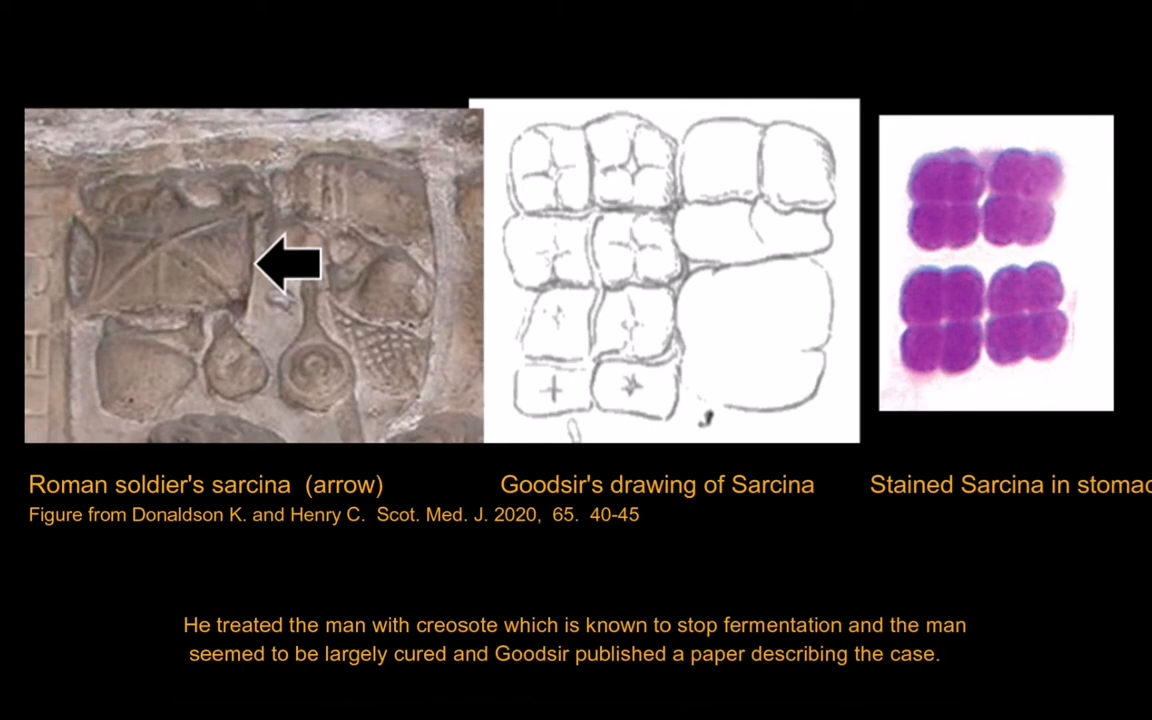 Roman soldier's sarcina (arrow)
Goodsir's drawing of Sarcina
Stained Sarcina in
Figure from Donaldson K. and Henry C. Scot. Med. J. 2020, 65. 40-45
He treated the man with creosote which is known to stop fermentation and the man
seemed to be largely cured and Goodsir published a paper describing the case.